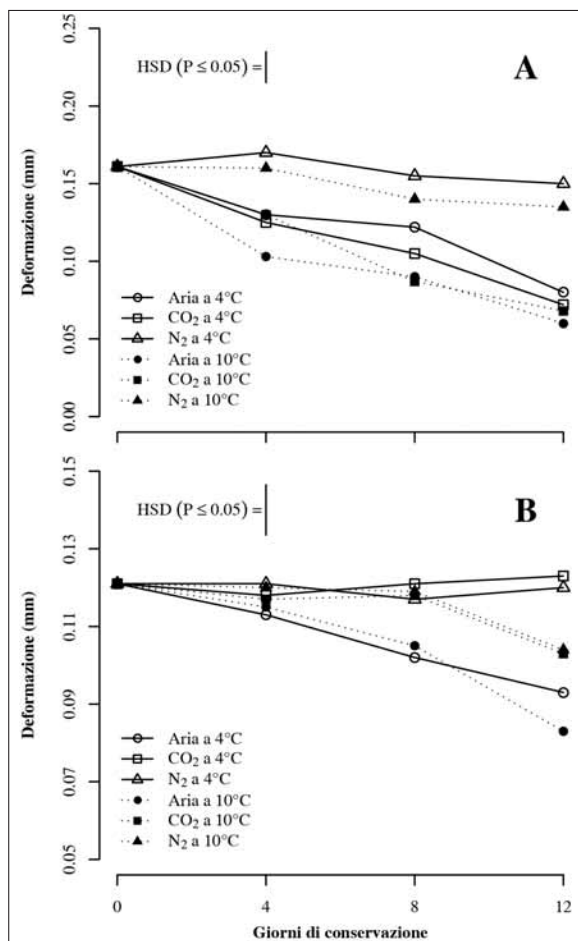 A
HSD (P ≤ 0.05) =
Deformazione (mm)
0.25
0.20
0.15
0.10
0.05
0.00
Aria a 4°C
CO₂ a 4°C
N₂ a 4°C
Aria a 10°C
CO₂ a 10°C
N₂ a 10°C
B
HSD (P ≤ 0.05) =
Deformazione (mm)
0.15
0.13
0.11
0.09
0.07
0.05
Aria a 4°C
CO₂ a 4°C
N₂ a 4°C
Aria a 10°C
CO₂ a 10°C
N₂ a 10°C
0 4 8 12
Giorni di conservazione